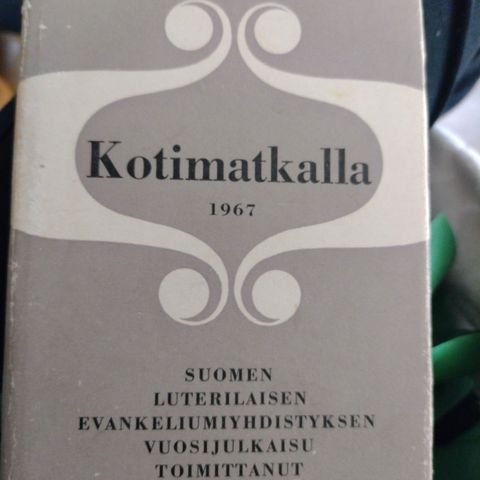 Kotimatkalla
1967
SUOMEN
LUTERILAISEN
EVANKELIUMIYHDISTYKSEN
VUOSIJULKAISU
TOIMITTANUT